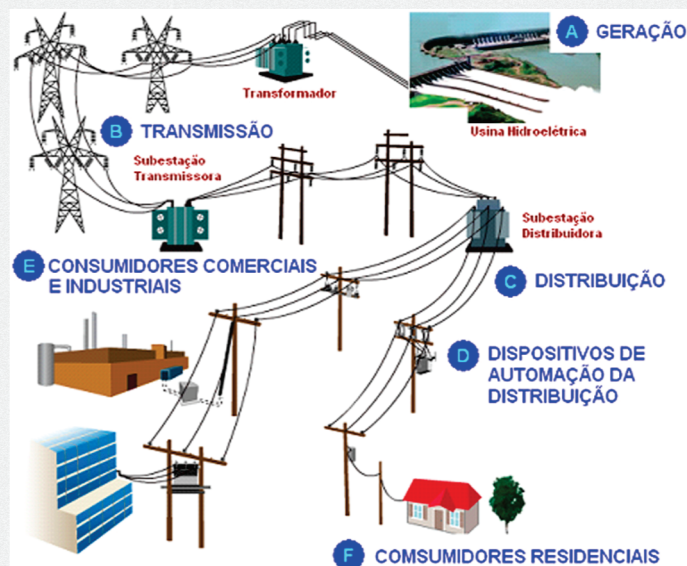 A GERAÇÃO
Transformador
Usina Hidroelétrica
B TRANSMISSÃO
Subestação
Transmissora
Subestação
Distribuidora
E CONSUMIDORES COMERCIAIS
E INDUSTRIAIS
C DISTRIBUIÇÃO
D DISPOSITIVOS DE
AUTOMAÇÃO DA
DISTRIBUIÇÃO
F COMSUMIDORES RESIDENCIAIS